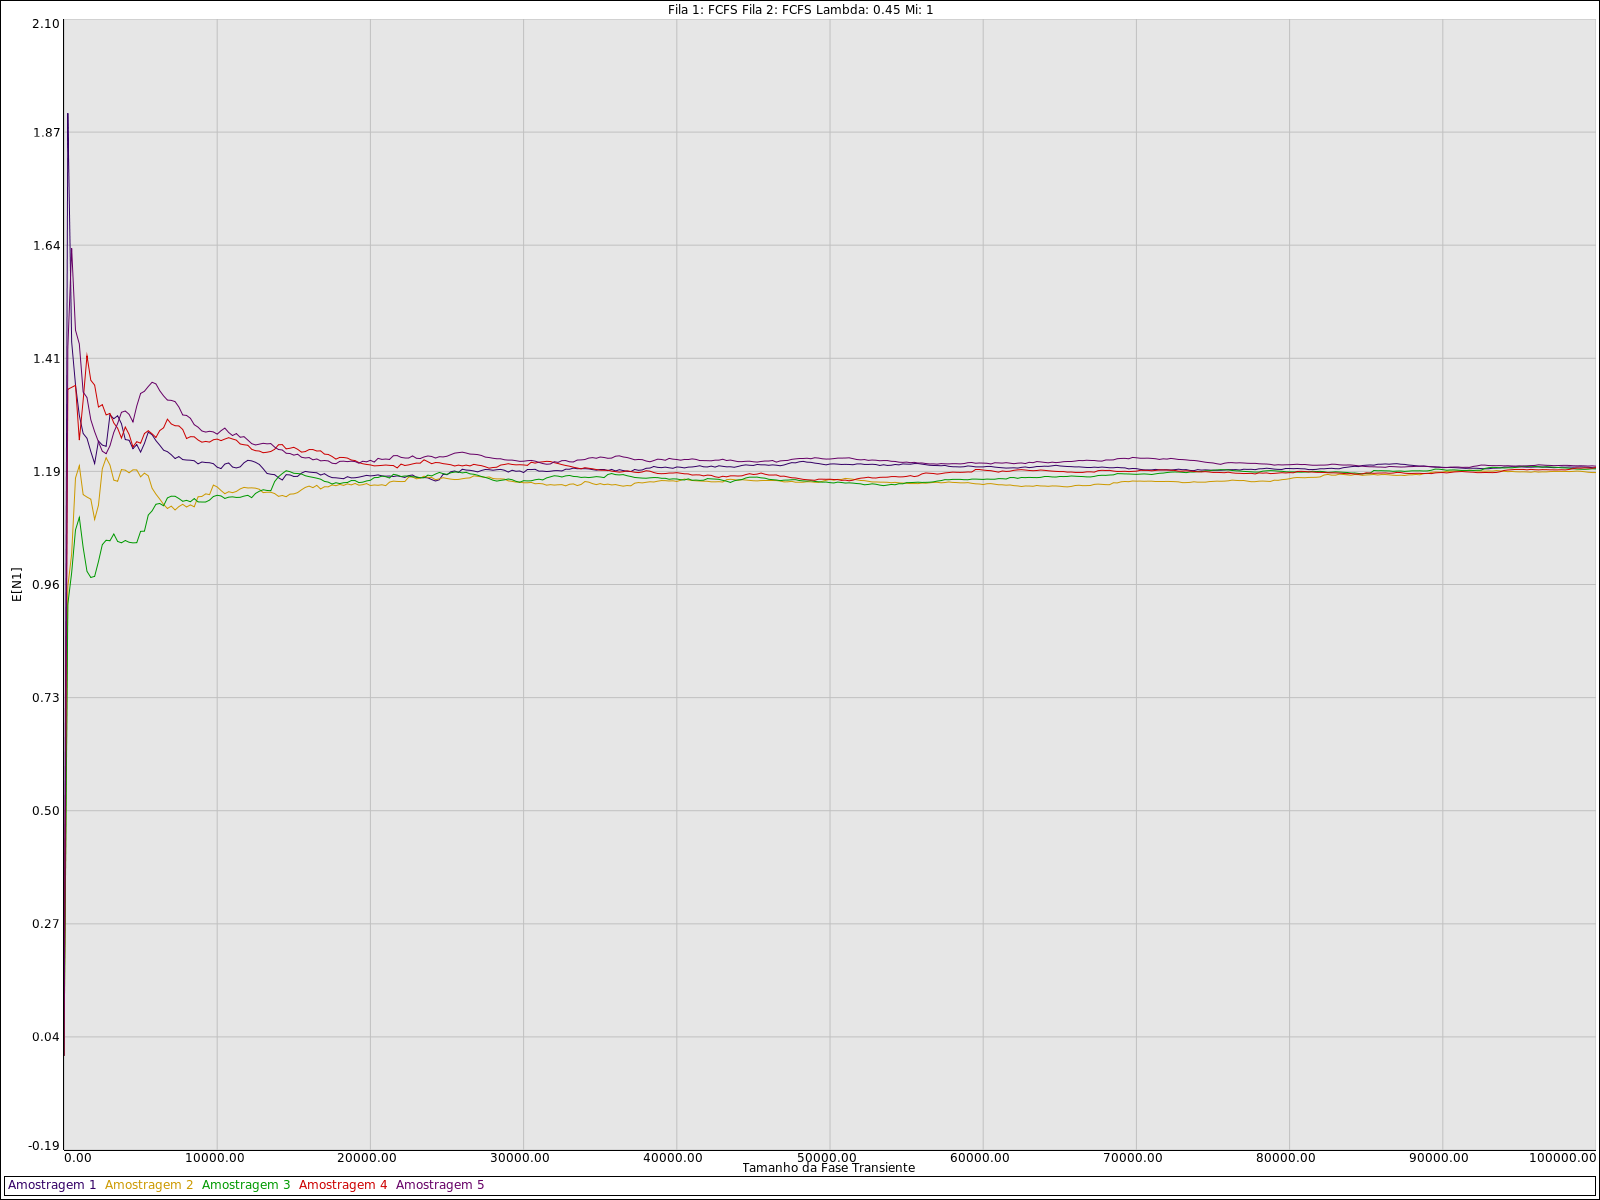 Fila 1: FCFS Fila 2: FCFS Lambda: 0.45 Mi: 1
2.10
1.87
1.64
1.41
1.19
0.96
0.73
0.50
0.27
0.04
-0.19
E[N1]
0.00 10000.00 20000.00 30000.00 40000.00 50000.00 60000.00 70000.00 80000.00 90000.00 100000.00
Tamanho da Fase Transiente
Amostragem 1 Amostragem 2 Amostragem 3 Amostragem 4 Amostragem 5